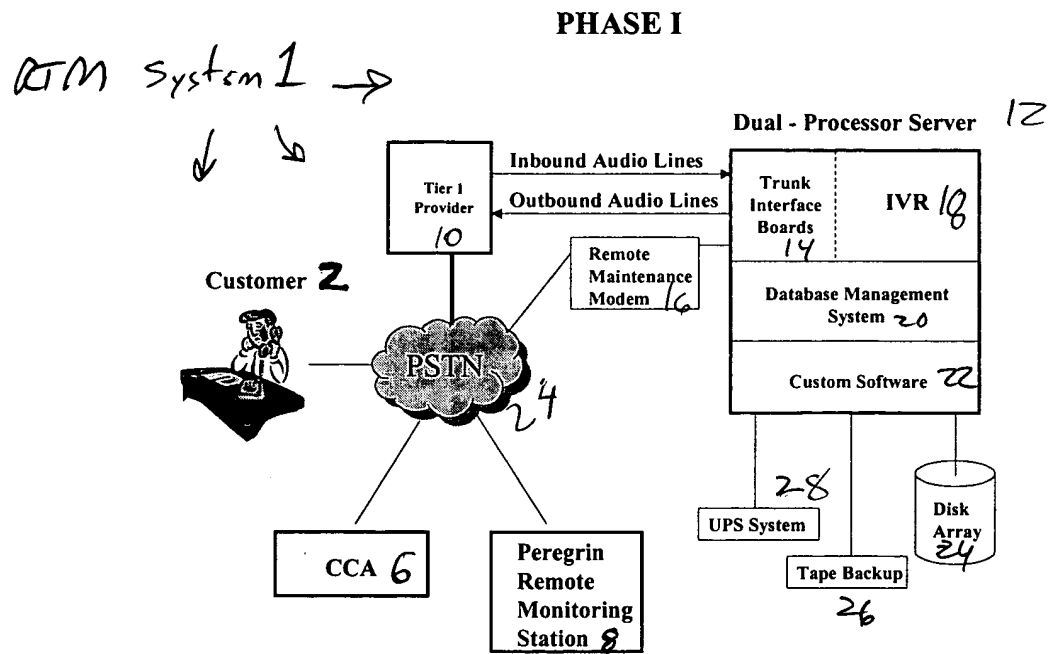 PHASE I
RTM System 1
Dual - Processor Server 12
Inbound Audio Lines
Outbound Audio Lines
Tier 1
Provider
10
Trunk
Interface
Boards
14
IVR 18
Remote
Maintenance
Modem 16
Customer 2
Database Management
System 20
PSTN
24
Custom Software 22
28
UPS System
Disk
Array
24
Tape Backup
26
CCA 6
Peregrin
Remote
Monitoring
Station 8